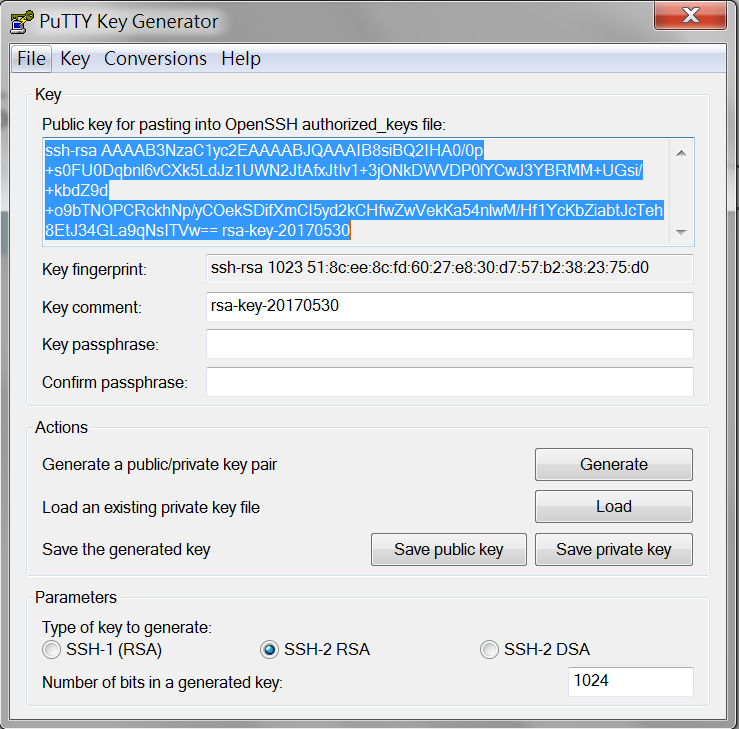 PuTTY Key Generator
File Key Conversions Help
Key
Public key for pasting into OpenSSH authorized_keys file:
ssh-rsa AAAAB3NzaC1yc2EAAAABJQAAAIB8siBQ2IHA0/0p
+s0FU0Dqbnl6vCXk5LdJz1UWN2JtAfxJtIv1+3jONkDWVDP0lYCwJ3YBRMM+UGsi/
+kbdZ9d
+o9bTNOPCRckhNp/yCOekSDifXmCI5yd2kCHfwZwVekKa54nlwM/Hf1YcKbZiabtJcTeh
8EtJ34GLa9qNsITVw== rsa-key-20170530
Key fingerprint: ssh-rsa 1023 51:8c:ee:8c:fd:60:27:e8:30:d7:57:b2:38:23:75:d0
Key comment: rsa-key-20170530
Key passphrase:
Confirm passphrase:
Actions
Generate a public/private key pair Generate
Load an existing private key file Load
Save the generated key Save public key Save private key
Parameters
Type of key to generate:
SSH-1 (RSA) SSH-2 RSA SSH-2 DSA
Number of bits in a generated key: 1024